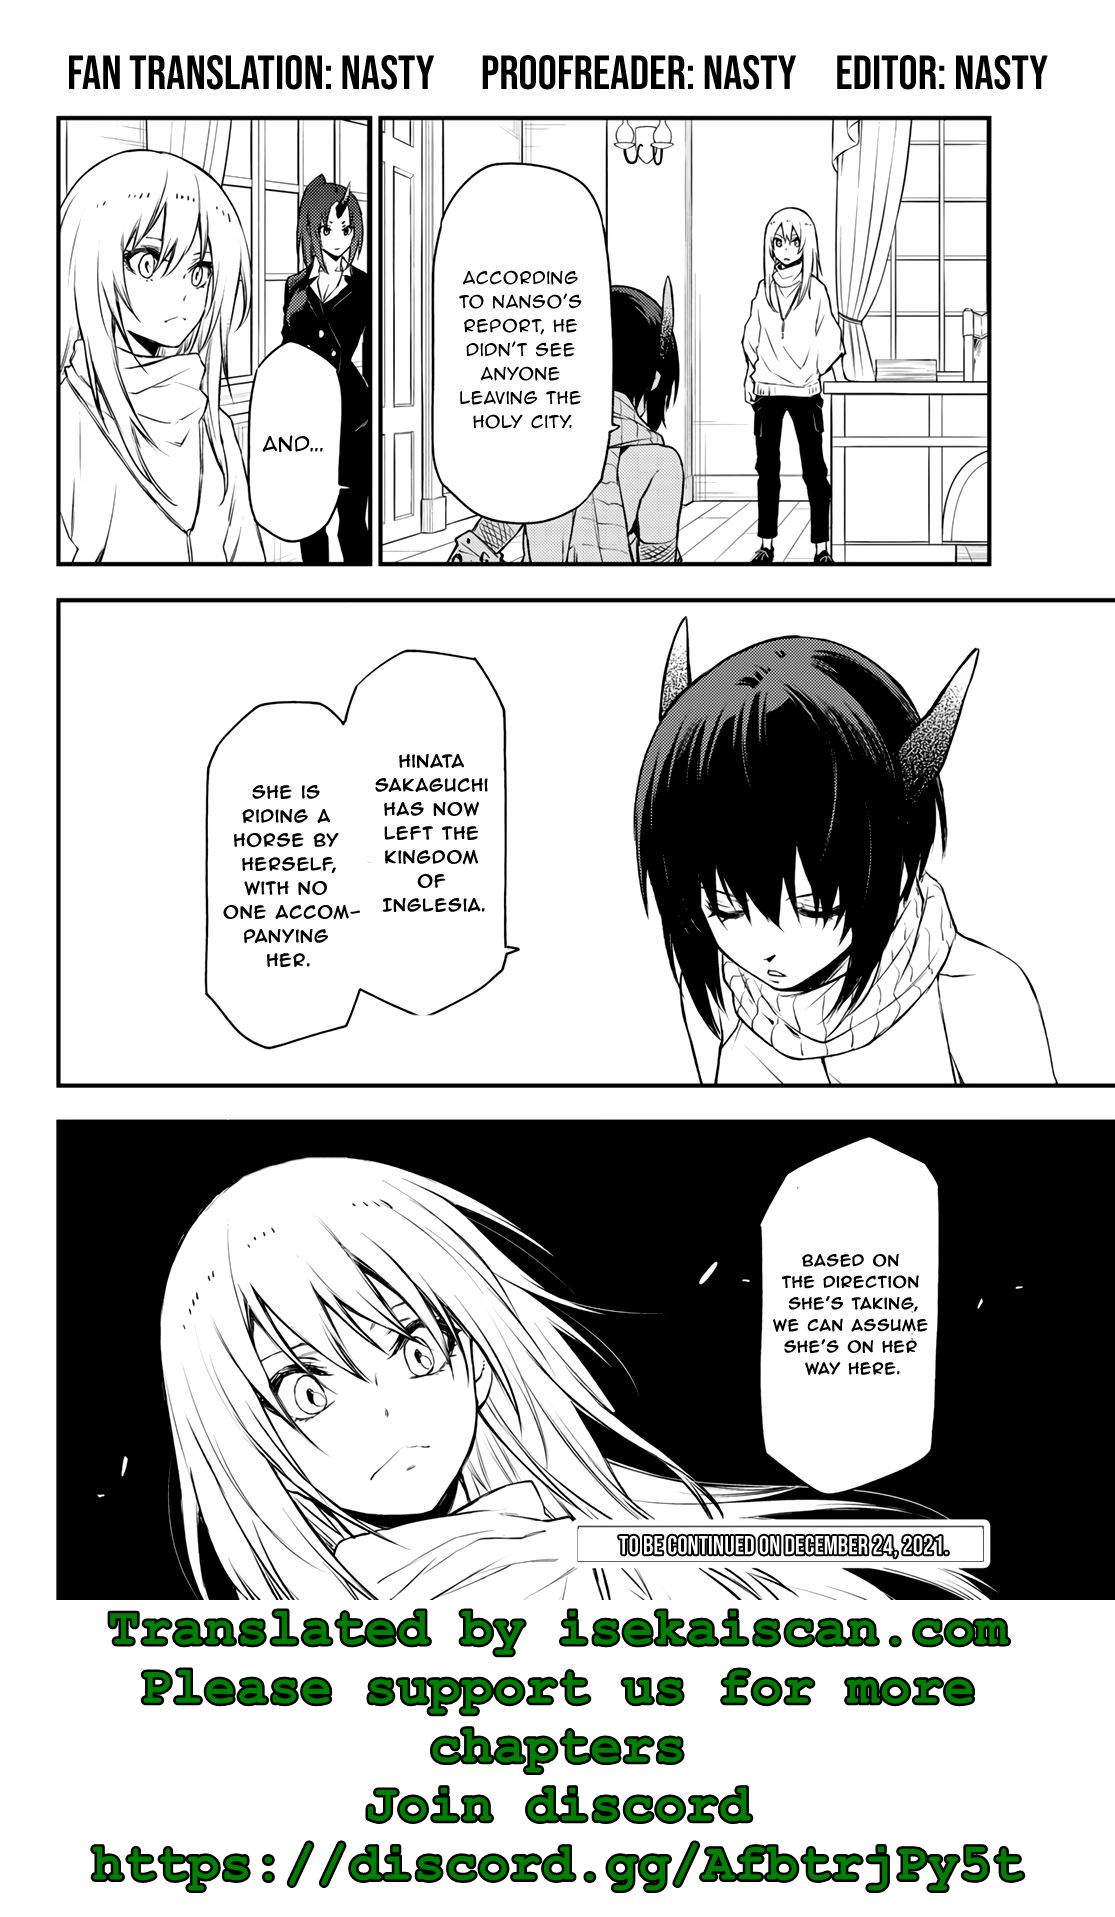 FAN TRANSLATION: NASTY PROOFREADER: NASTY EDITOR: NASTY
ACCORDING
TO NANSO'S
REPORT, HE
DIDN'T SEE
ANYONE
LEAVING THE
HOLY CITY.
AND...
HINATA
SAKAGUCHI
HAS NOW
LEFT THE
KINGDOM
OF
INGLESIA.
SHE IS
RIDING A
HORSE BY
HERSELF,
WITH NO
ONE ACCOM-
PANYING
HER.
BASED ON
THE DIRECTION
SHE'S TAKING,
WE CAN ASSUME
SHE'S ON HER
WAY HERE.
TO BE CONTINUED ON DECEMBER 24, 2021.
Translated by isekaiscan.com
Please support us for more
chapters
Join discord
https://discord.gg/AfbtrjPy5t